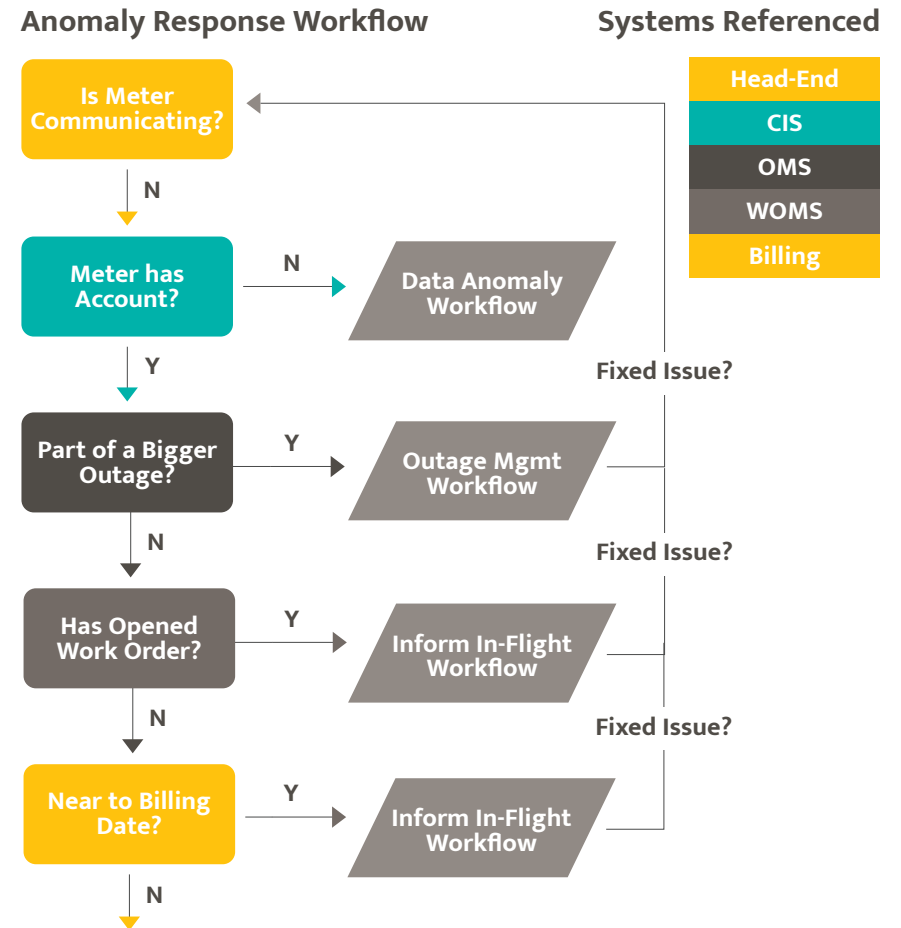 Anomaly Response Workflow
Systems Referenced
Is Meter
Communicating?
Head-End
CIS
OMS
WOMS
Billing
N
Meter has
Account?
N
Data Anomaly
Workflow
Y
Fixed Issue?
Part of a Bigger
Outage?
Y
Outage Mgmt
Workflow
N
Fixed Issue?
Has Opened
Work Order?
Y
Inform In-Flight
Workflow
N
Fixed Issue?
Near to Billing
Date?
Y
Inform In-Flight
Workflow
N